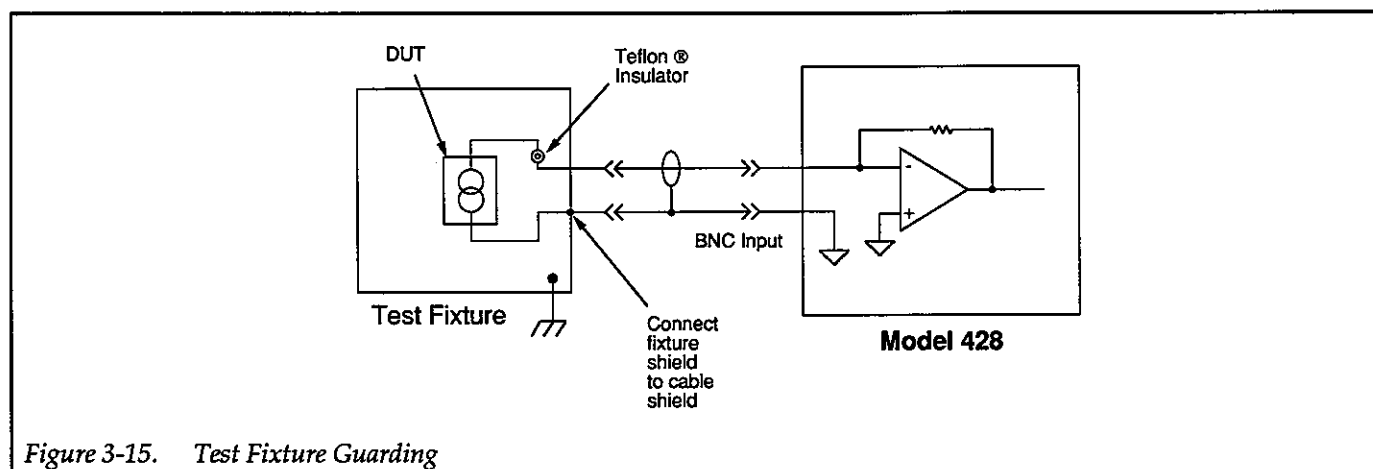 DUT
Teflon ®
Insulator
BNC Input
Test Fixture
Connect
fixture
shield
to cable
shield
-
+
Model 428
Figure 3-15. Test Fixture Guarding